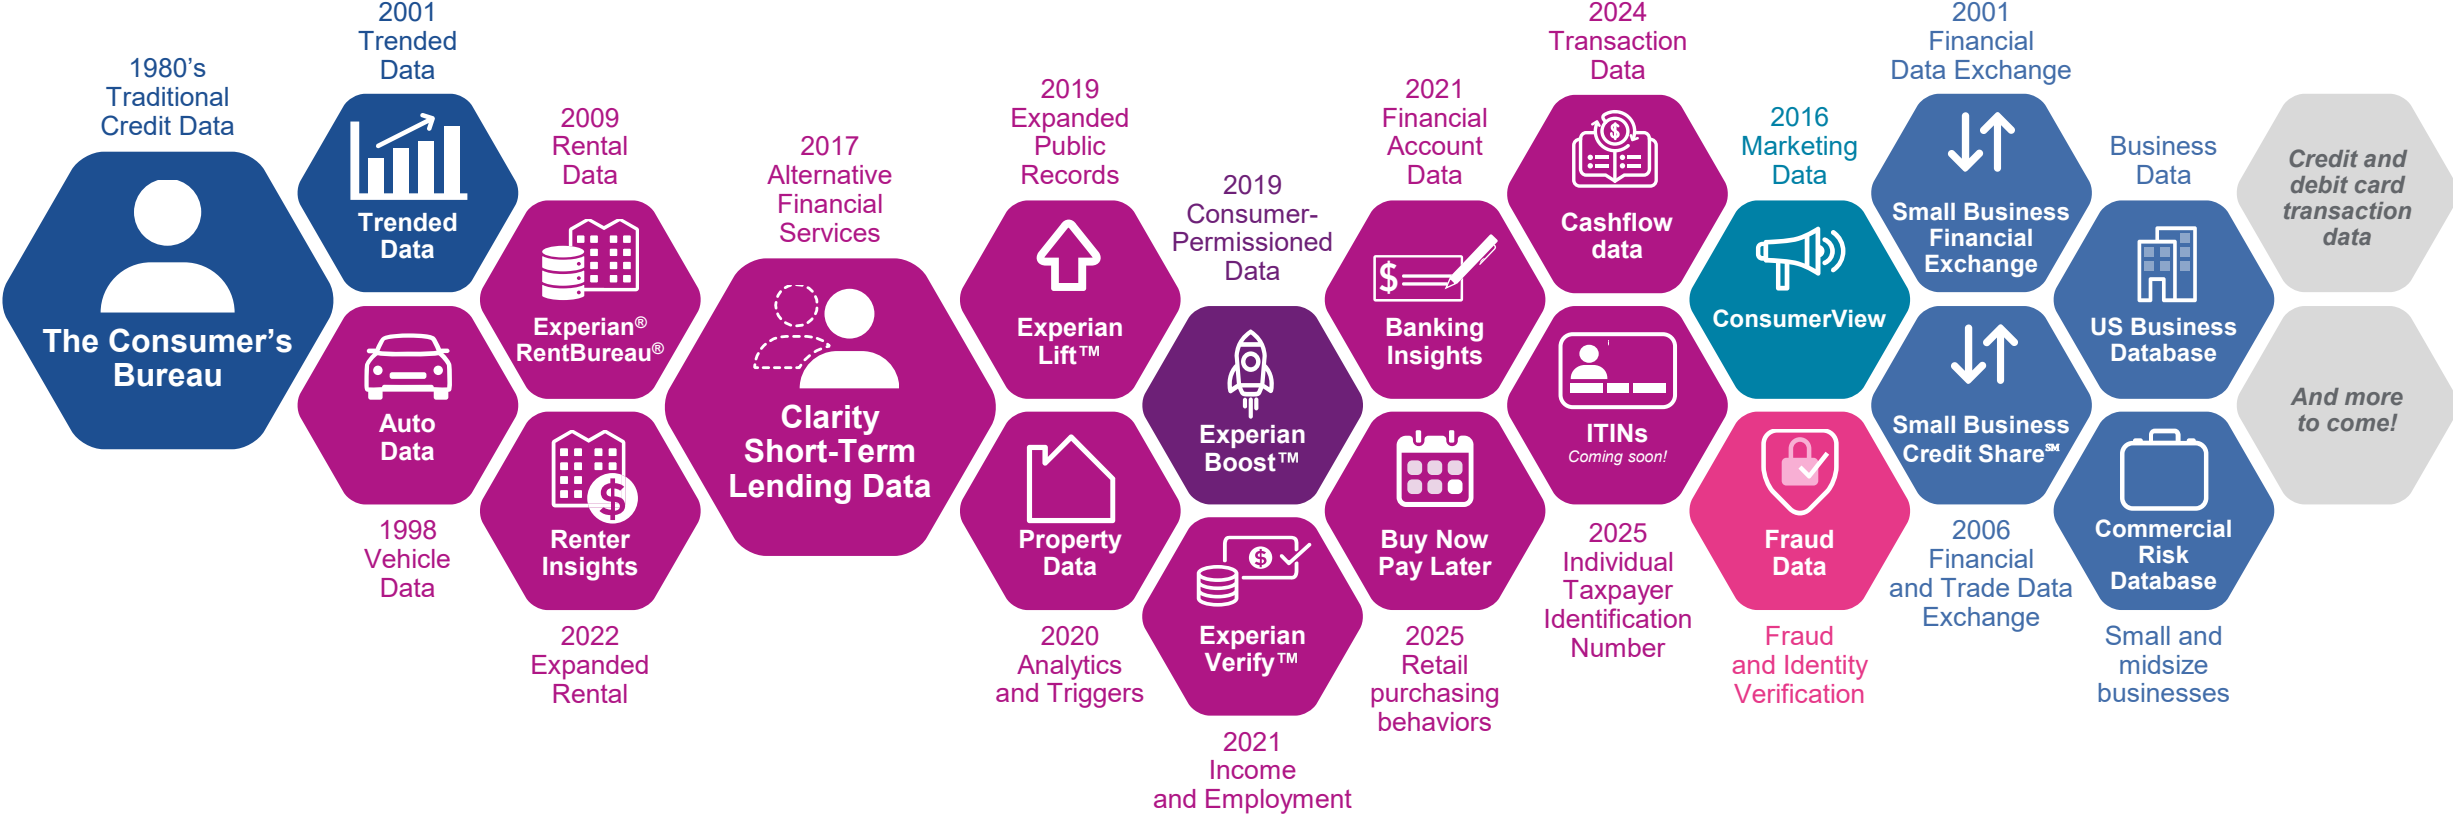 1980’s
Traditional
Credit Data
The Consumer’s
Bureau
2001
Trended
Data
Trended
Data
Auto
Data
1998
Vehicle
Data
2009
Rental
Data
Experian®
RentBureau®
Renter
Insights
2022
Expanded
Rental
2017
Alternative
Financial
Services
Clarity
Short-Term
Lending Data
2019
Expanded
Public
Records
Experian
Lift™
Property
Data
2020
Analytics
and Triggers
2019
Consumer-
Permissioned
Data
Experian
Boost™
$
Experian
Verify™
2021
Income
and Employment
2021
Financial
Account
Data
$
Banking
Insights
Buy Now
Pay Later
2025
Retail
purchasing
behaviors
2024
Transaction
Data
$
Cashflow
data
ITINs
Coming soon!
2025
Individual
Taxpayer
Identification
Number
2016
Marketing
Data
ConsumerView
Fraud
Data
Fraud
and Identity
Verification
2001
Financial
Data Exchange
Small Business
Financial
Exchange
Small Business
Credit Share℠
2006
Financial
and Trade Data
Exchange
Business
Data
US Business
Database
Commercial
Risk
Database
Small and
midsize
businesses
Credit and
debit card
transaction
data
And more
to come!